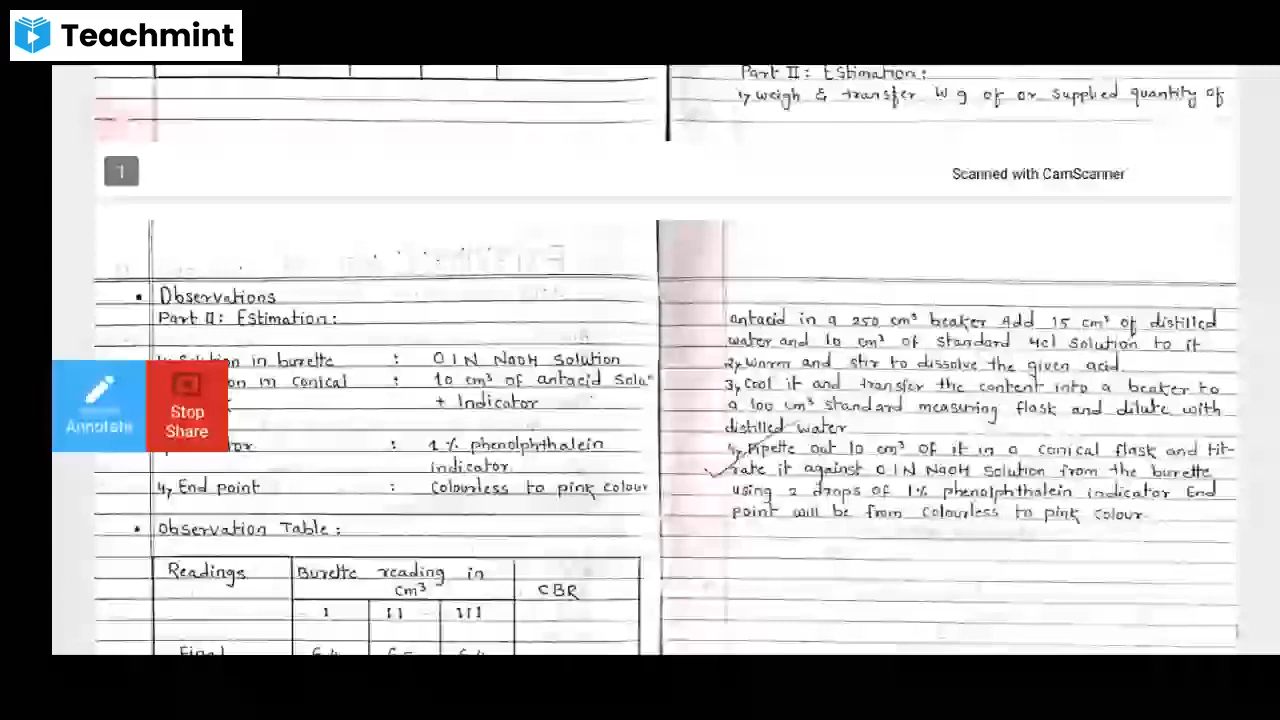 Teachmint
Part II: Estimation:
1, weigh & transfer W g of or supplied quantity of
1
Scanned with CamScanner
• Observations
Part II: Estimation:
in burette : 0.1 N NaOH solution
in conical : 10 cm³ of antacid solu"
+ Indicator
: 1% phenolphthalein
indicator.
4, End point : colourless to pink colour
• Observation Table:
Readings Burette reading in
cm³
CBR
I II III
Final 6.4 6.5 6.4
antacid in a 250 cm³ beaker Add 15 cm³ of distilled
water and 10 cm³ of standard Hcl solution to it
2, Warm and stir to dissolve the given acid.
3, cool it and transfer the content into a beaker to
a 100 cm³ standard measuring flask and dilute with
distilled water
4, Pipette out 10 cm³ of it in a conical flask and tit-
rate it against 0.1N NaOH solution from the burette
using 2 drops of 1% phenolphthalein indicator End
point will be from colourless to pink colour.
Annotate
Stop
Share